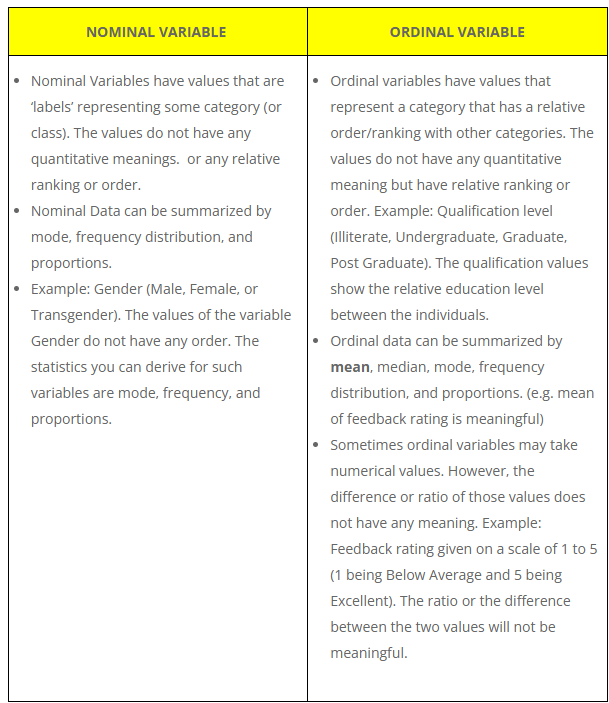 NOMINAL VARIABLE
ORDINAL VARIABLE
• Nominal Variables have values that are
‘labels’ representing some category (or
class). The values do not have any
quantitative meanings.  or any relative
ranking or order.
• Nominal Data can be summarized by
mode, frequency distribution, and
proportions.
• Example: Gender (Male, Female, or
Transgender). The values of the variable
Gender do not have any order. The
statistics you can derive for such
variables are mode, frequency, and
proportions.
• Ordinal variables have values that
represent a category that has a relative
order/ranking with other categories. The
values do not have any quantitative
meaning but have relative ranking or
order. Example: Qualification level
(Illiterate, Undergraduate, Graduate,
Post Graduate). The qualification values
show the relative education level
between the individuals.
• Ordinal data can be summarized by
mean, median, mode, frequency
distribution, and proportions. (e.g. mean
of feedback rating is meaningful)
• Sometimes ordinal variables may take
numerical values. However, the
difference or ratio of those values does
not have any meaning. Example:
Feedback rating given on a scale of 1 to 5
(1 being Below Average and 5 being
Excellent). The ratio or the difference
between the two values will not be
meaningful.